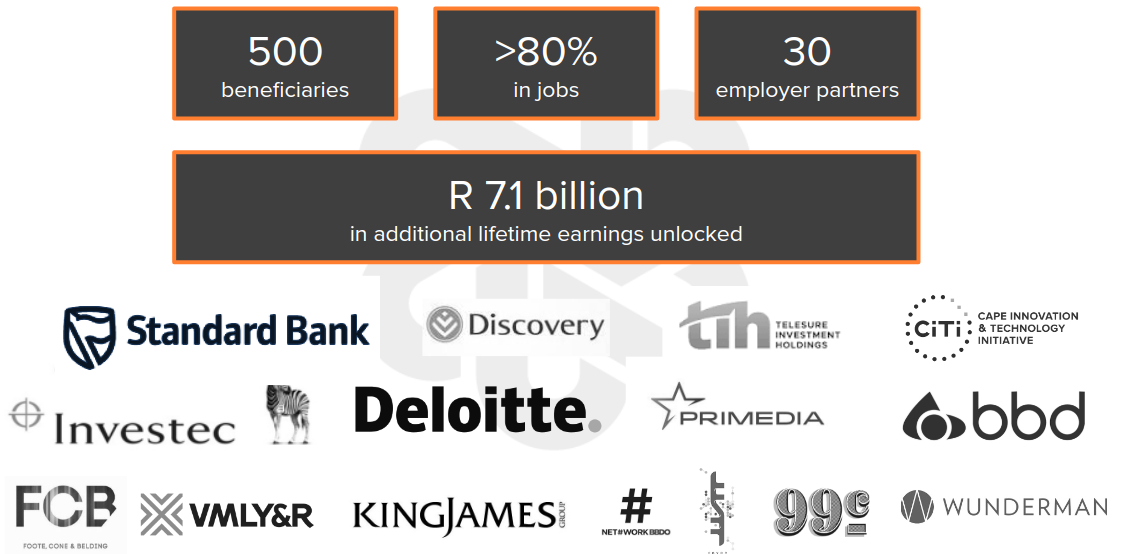 500
beneficiaries
>80%
in jobs
30
employer partners
R 7.1 billion
in additional lifetime earnings unlocked
Standard Bank
Discovery
tih
TELESURE
INVESTMENT
HOLDINGS
CiTi
CAPE INNOVATION
& TECHNOLOGY
INITIATIVE
Investec
Deloitte.
PRIMEDIA
bbd
FCB
FOOTE, CONE & BELDING
VMLY&R
KINGJAMES
GROUP
#
NET#WORK BBDO
99c
WUNDERMAN